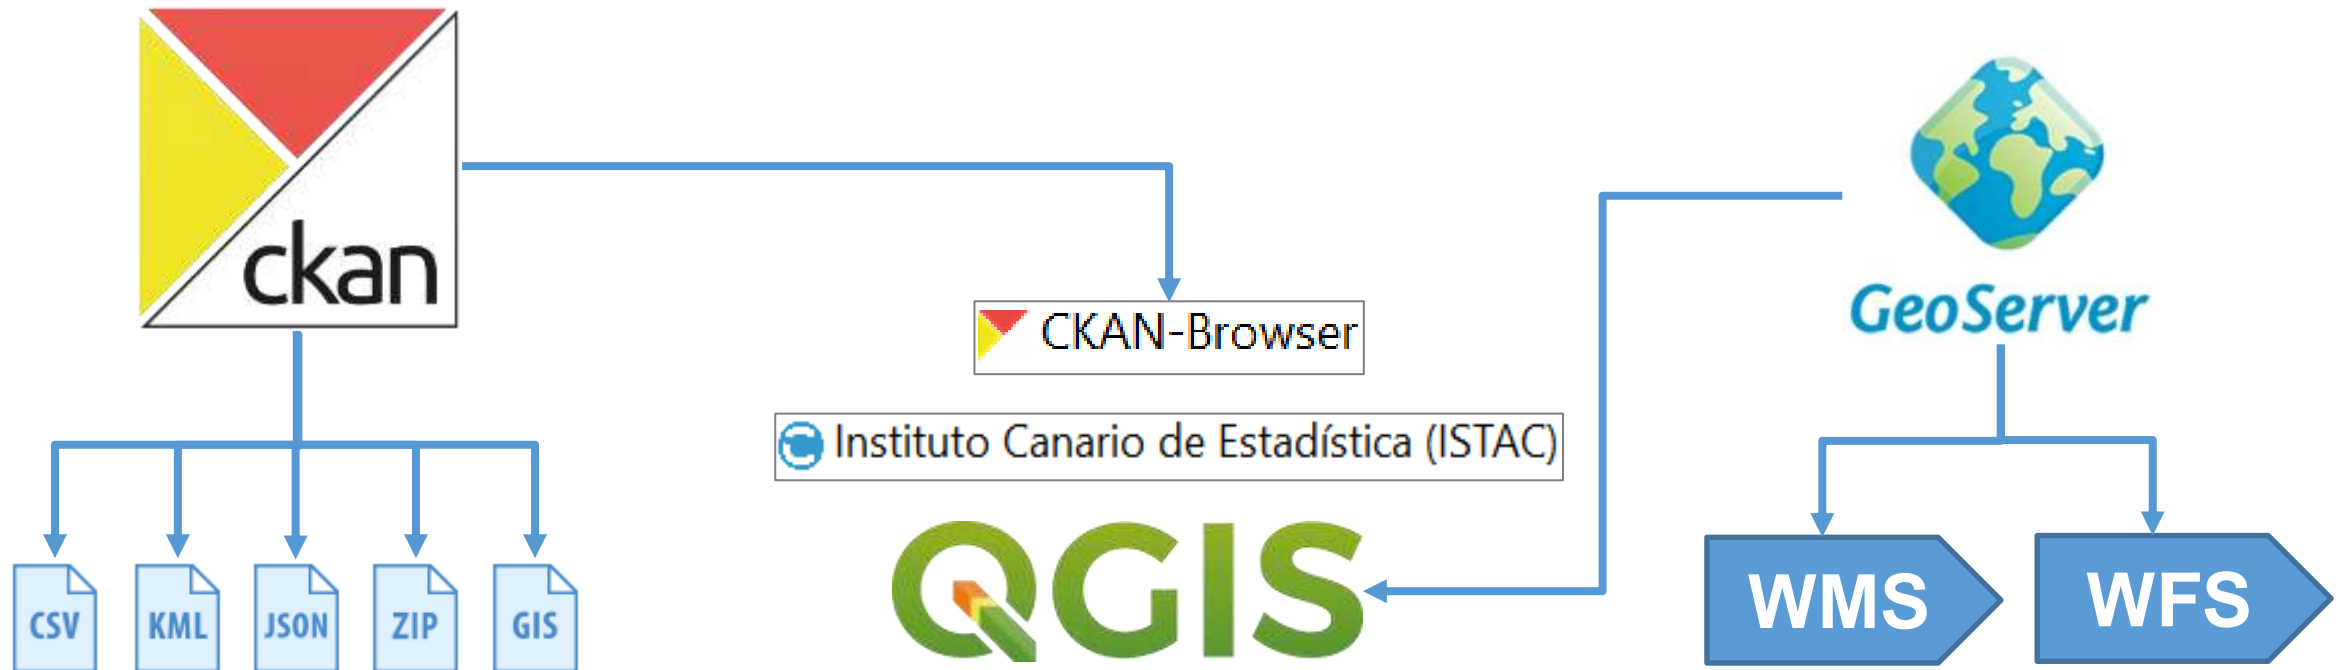 ckan
CKAN-Browser
GeoServer
Instituto Canario de Estadística (ISTAC)
QGIS
CSV
KML
JSON
ZIP
GIS
WMS
WFS